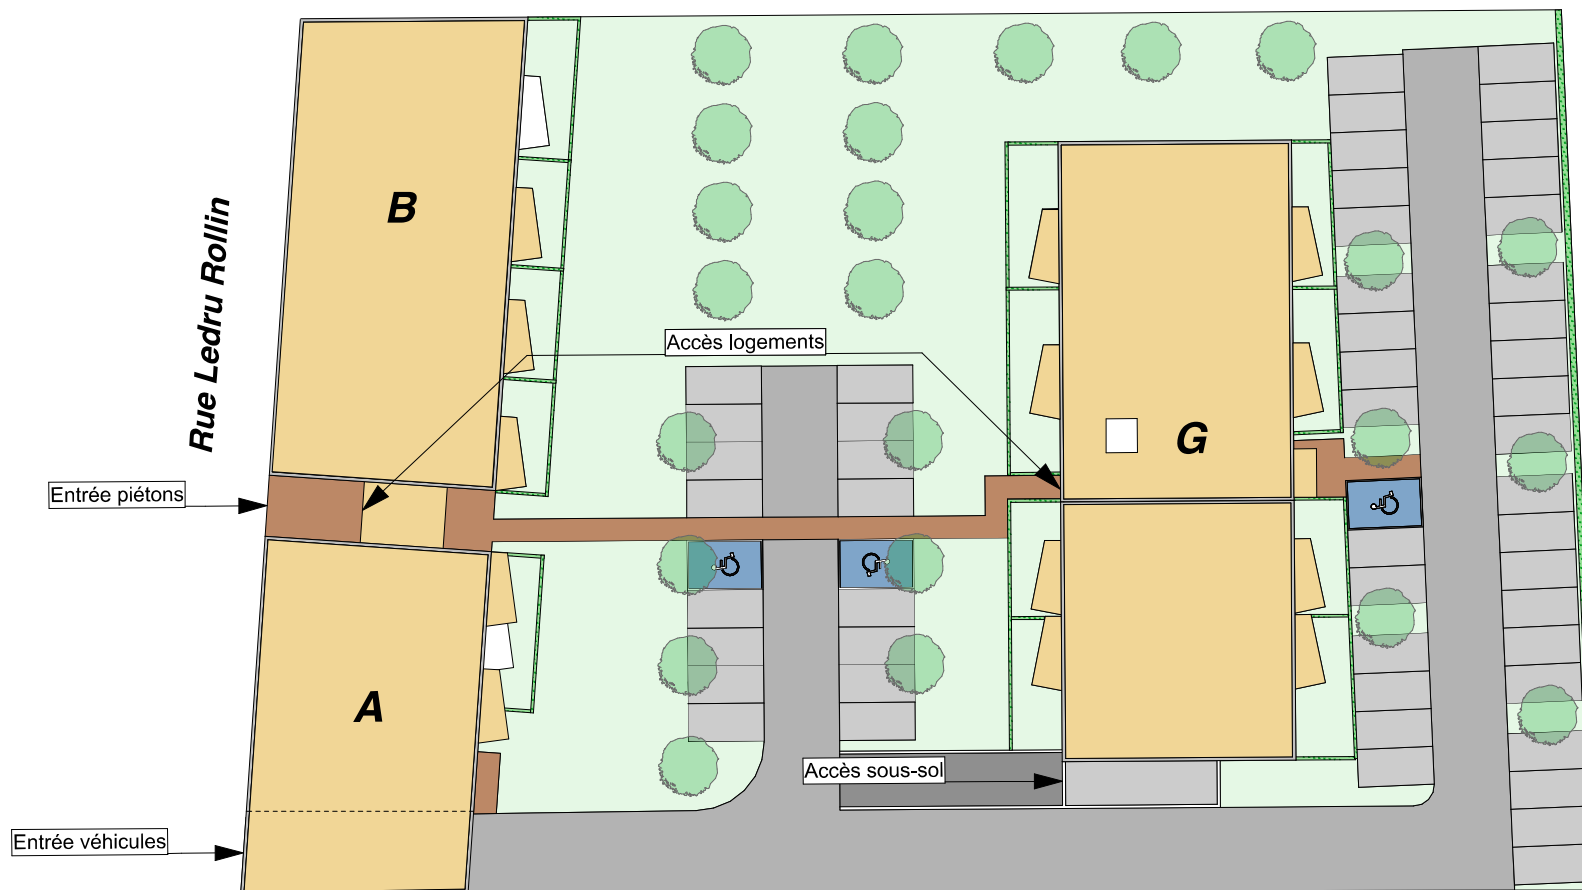 B
Rue Ledru Rollin
Accès logements
G
Entrée piétons
A
Accès sous-sol
Entrée véhicules